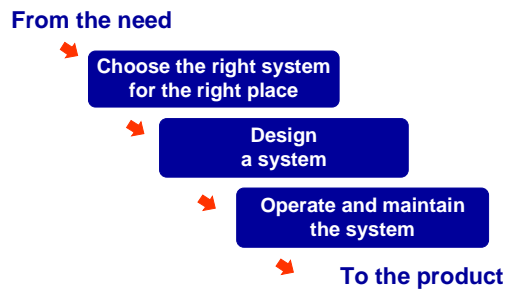 From the need
Choose the right system
for the right place
Design
a system
Operate and maintain
the system
To the product